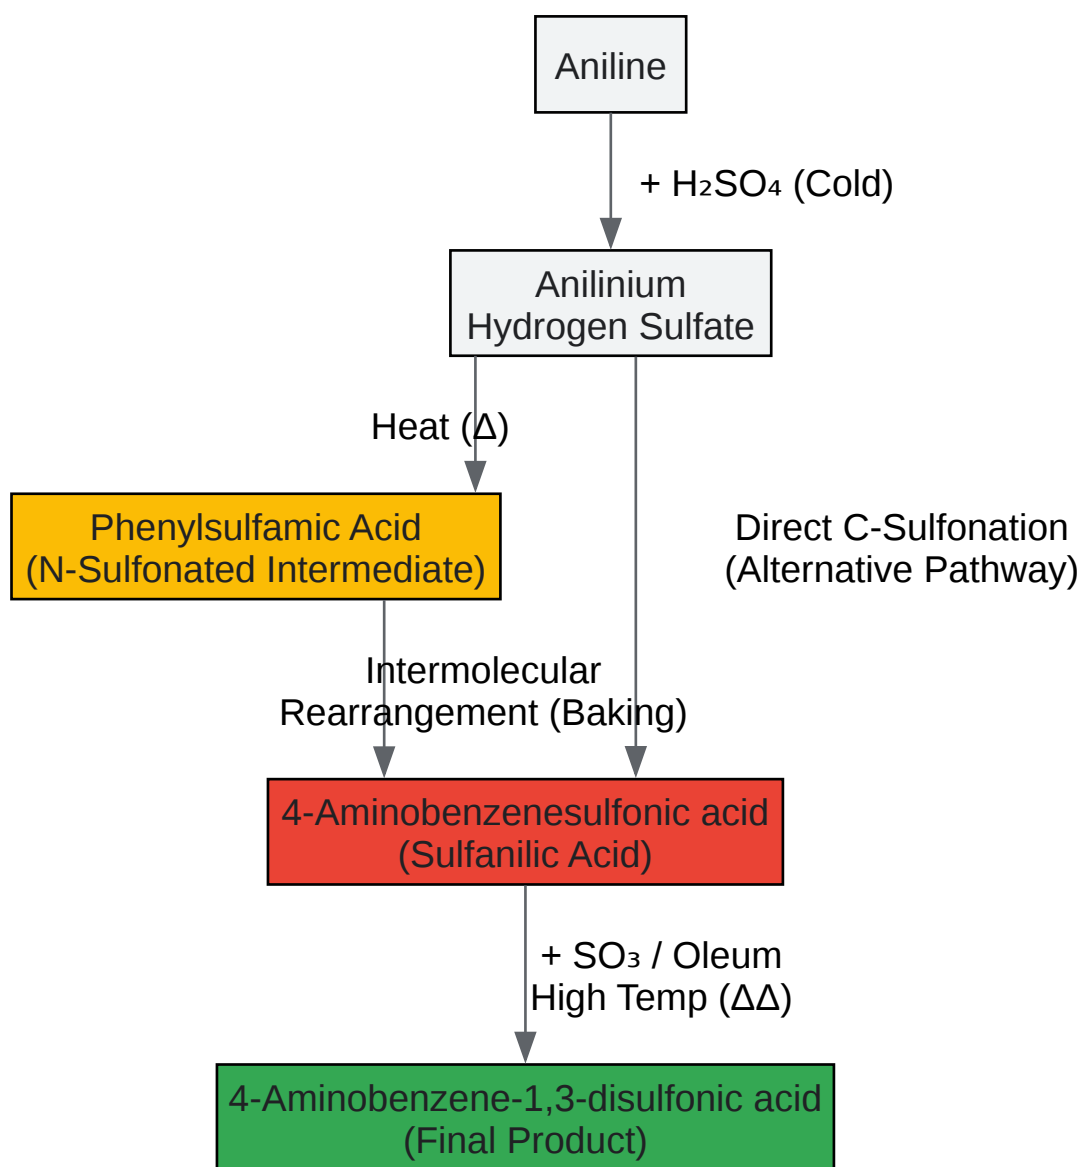 Aniline
+ H₂SO₄ (Cold)
Anilinium
Hydrogen Sulfate
Heat (Δ)
Phenylsulfamic Acid
(N-Sulfonated Intermediate)
Direct C-Sulfonation
(Alternative Pathway)
Intermolecular
Rearrangement (Baking)
4-Aminobenzenesulfonic acid
(Sulfanilic Acid)
+ SO₃ / Oleum
High Temp (ΔΔ)
4-Aminobenzene-1,3-disulfonic acid
(Final Product)